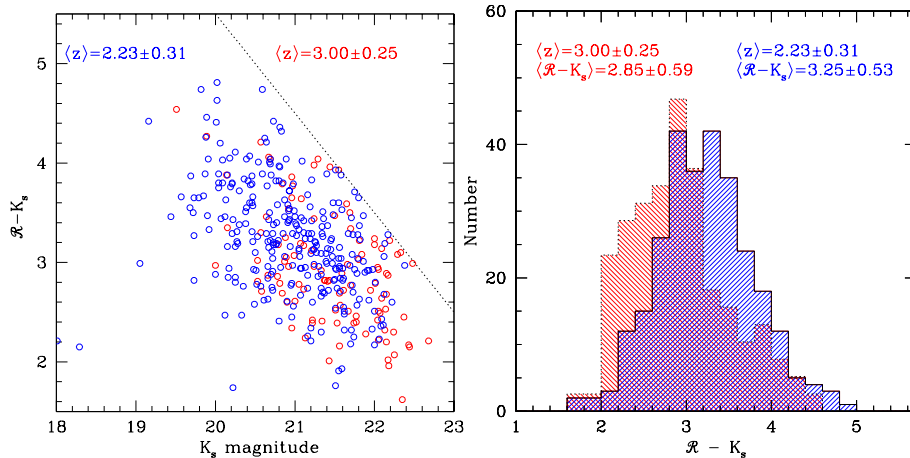 ⟨z⟩=2.23±0.31
⟨z⟩=3.00±0.25
5
4
3
2
ℛ−Kₛ
18
19
20
21
22
23
Kₛ magnitude
⟨z⟩=3.00±0.25
⟨ℛ−Kₛ⟩=2.85±0.59
⟨z⟩=2.23±0.31
⟨ℛ−Kₛ⟩=3.25±0.53
60
40
20
0
Number
1
2
3
4
5
ℛ − Kₛ